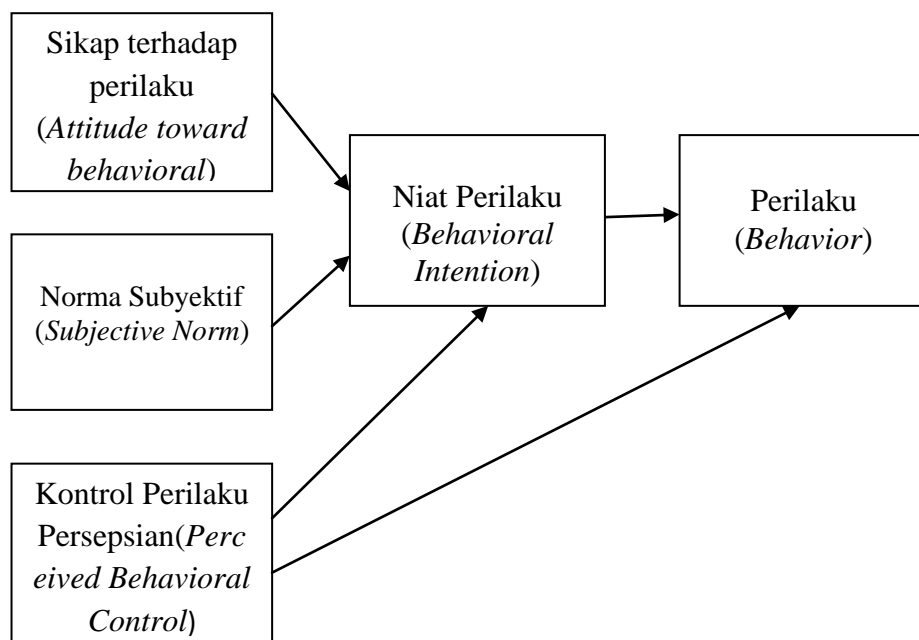 Sikap terhadap
perilaku
(Attitude toward
behavioral)
Norma Subyektif
(Subjective Norm)
Kontrol Perilaku
Persepsian(Perc
eived Behavioral
Control)
Niat Perilaku
(Behavioral
Intention)
Perilaku
(Behavior)